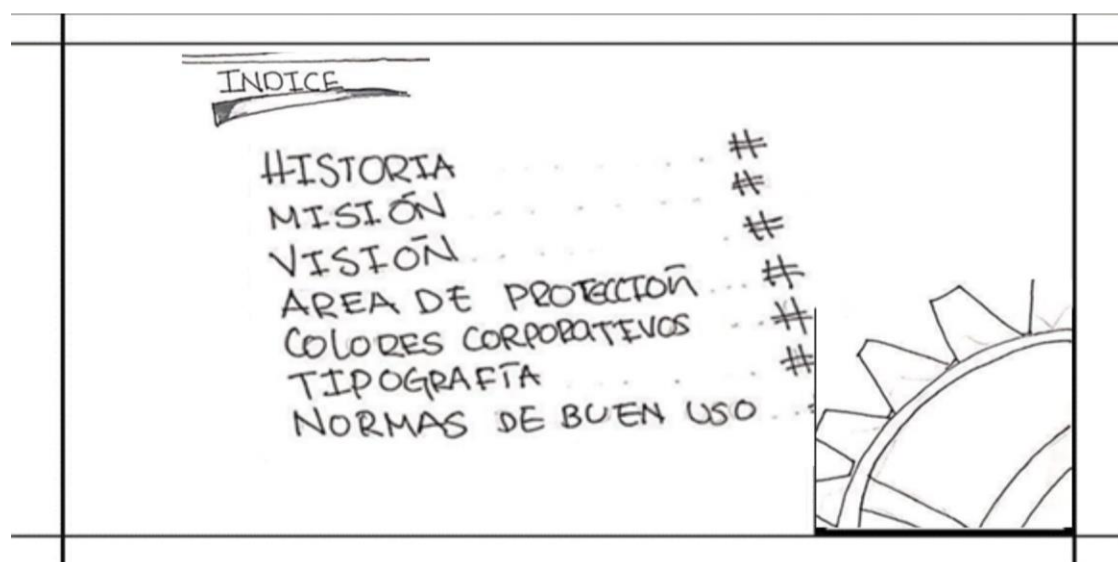 INDICE
HISTORIA ........ #
MISIÓN ........ #
VISIÓN ........ #
AREA DE PROTECCIÓN ... #
COLORES CORPORATIVOS ... #
TIPOGRAFÍA ........ #
NORMAS DE BUEN USO ...